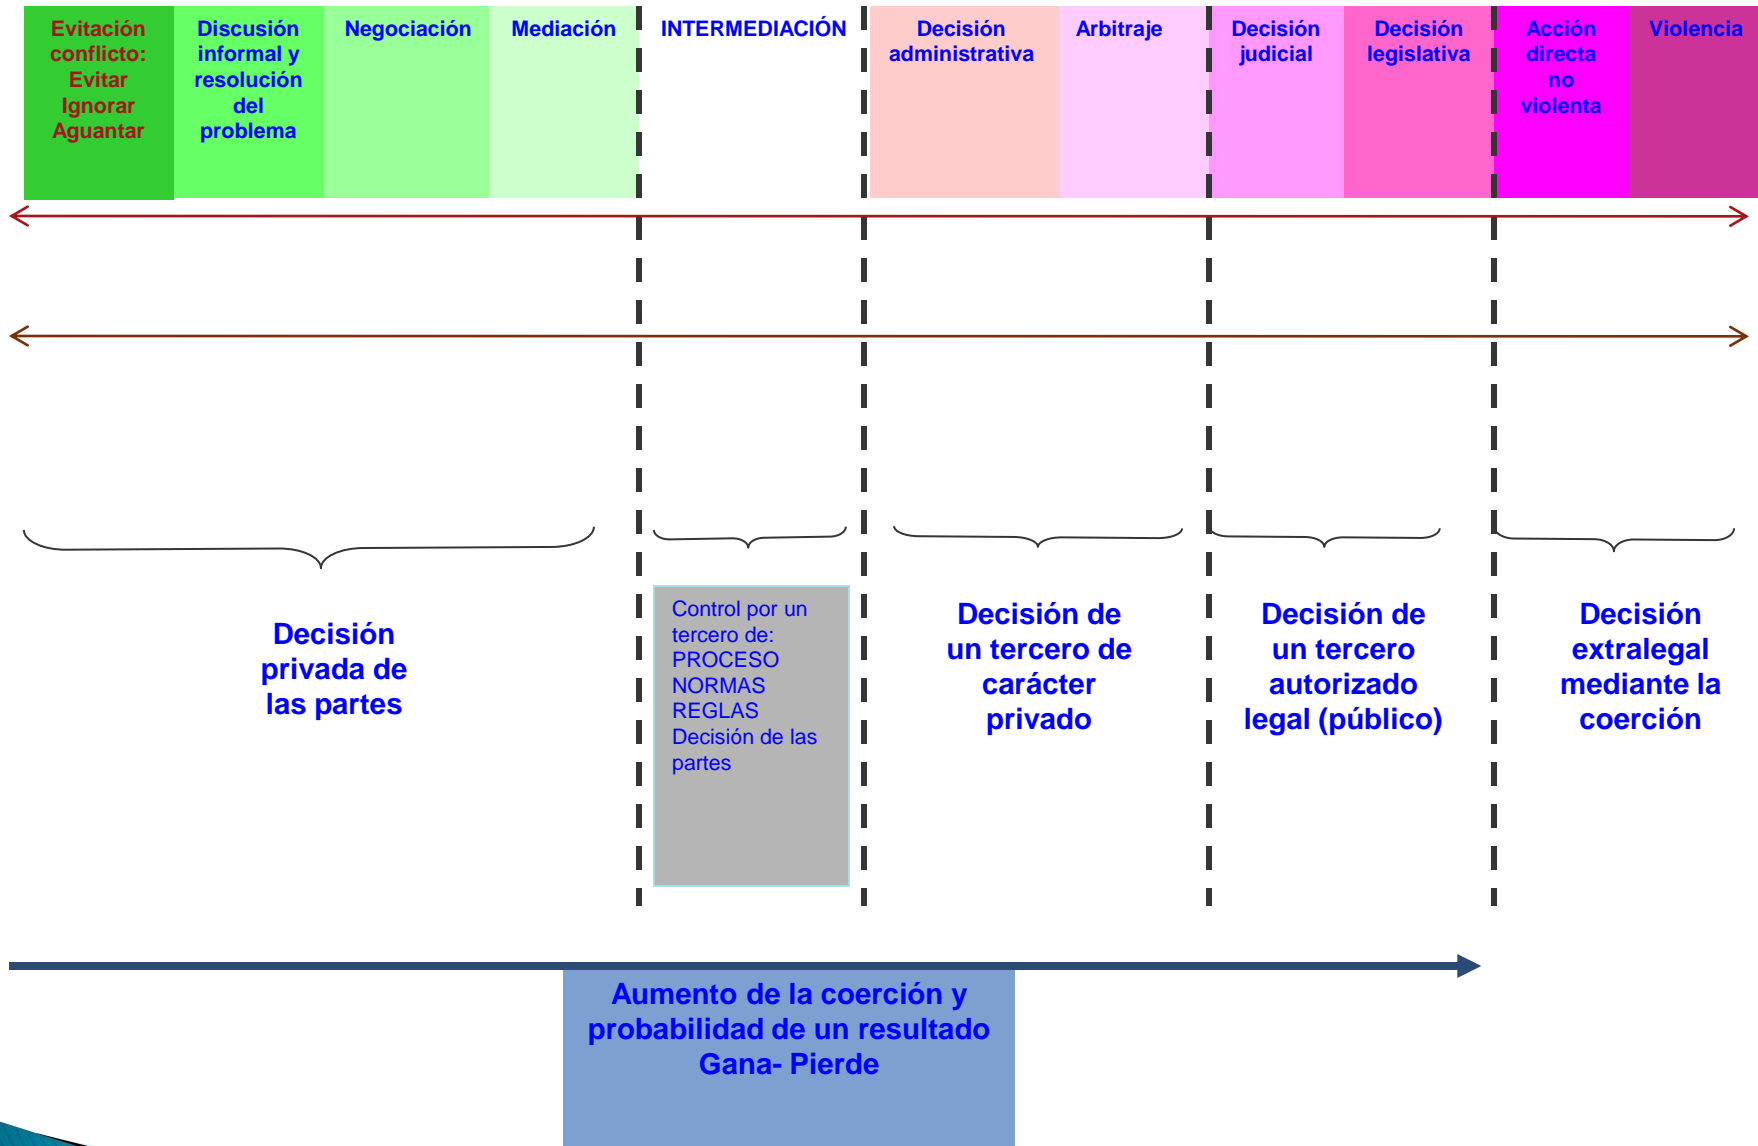 Evitación
conflicto:
Evitar
Ignorar
Aguantar
Discusión
informal y
resolución
del
problema
Negociación
Mediación
INTERMEDIACIÓN
Decisión
administrativa
Arbitraje
Decisión
judicial
Decisión
legislativa
Acción
directa
no
violenta
Violencia
Decisión
privada de
las partes
Control por un
tercero de:
PROCESO
NORMAS
REGLAS
Decisión de las
partes
Decisión de
un tercero de
carácter
privado
Decisión de
un tercero
autorizado
legal (público)
Decisión
extralegal
mediante la
coerción
Aumento de la coerción y
probabilidad de un resultado
Gana- Pierde